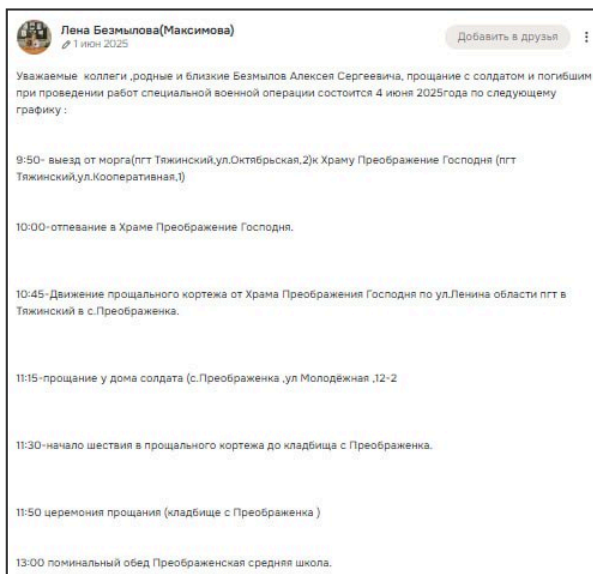 Лена Безмылова(Максимова)
1 июн 2025
Добавить в друзья
Уважаемые коллеги ,родные и близкие Безмылов Алексея Сергеевича, прощание с солдатом и погибшим
при проведении работ специальной военной операции состоится 4 июня 2025года по следующему
графику :
9:50- выезд от морга(пгт Тяжинский,ул.Октябрьская,2)к Храму Преображение Господня (пгт
Тяжинский,ул.Кооперативная,1)
10:00-отпевание в Храме Преображение Господня.
10:45-Движение прощального кортежа от Храма Преображения Господня по ул.Ленина области пгт в
Тяжинский в с.Преображенка.
11:15-прощание у дома солдата (с.Преображенка ,ул Молодёжная ,12-2
11:30-начало шествия в прощального кортежа до кладбища с Преображенка.
11:50 церемония прощания (кладбище с Преображенка )
13:00 поминальный обед Преображенская средняя школа.